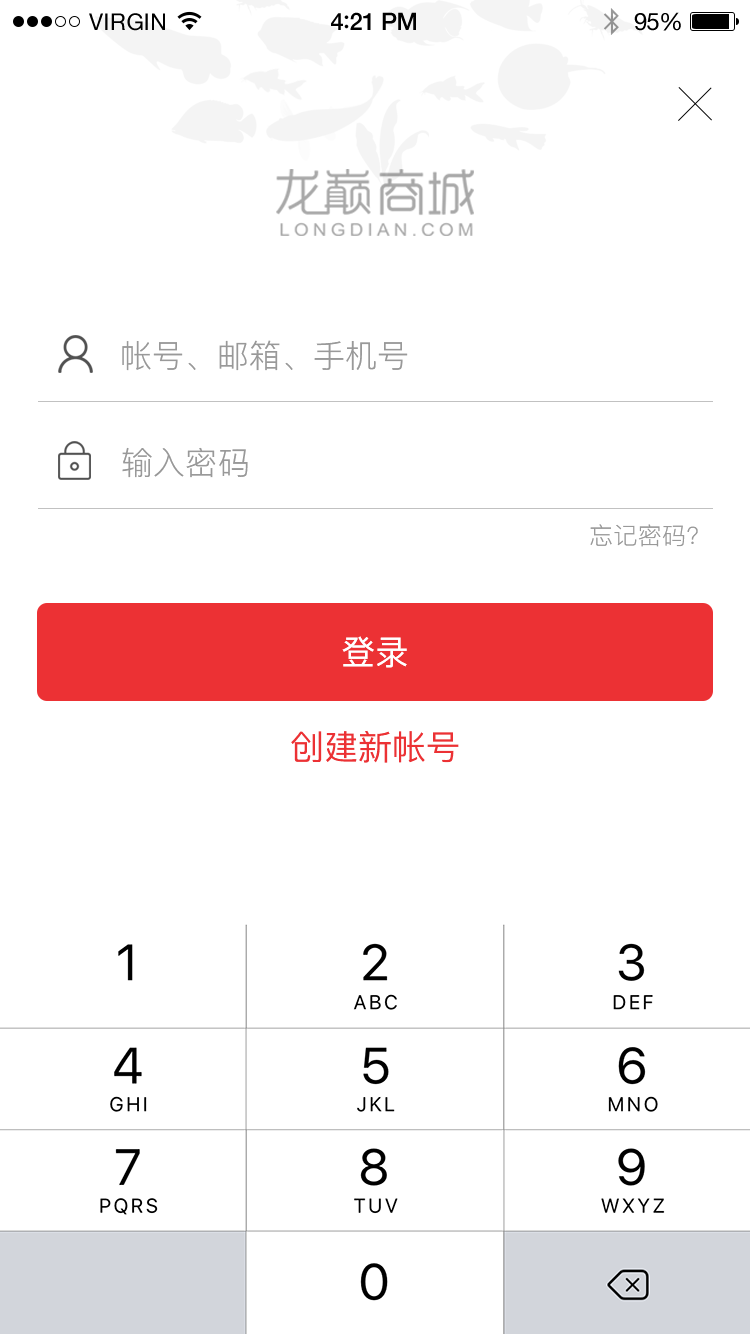 VIRGIN 4:21 PM 95%
龙巅商城
LONGDIAN.COM
帐号、邮箱、手机号
输入密码
忘记密码?
登录
创建新帐号
1 2 3
ABC DEF
4 5 6
GHI JKL MNO
7 8 9
PQRS TUV WXYZ
0